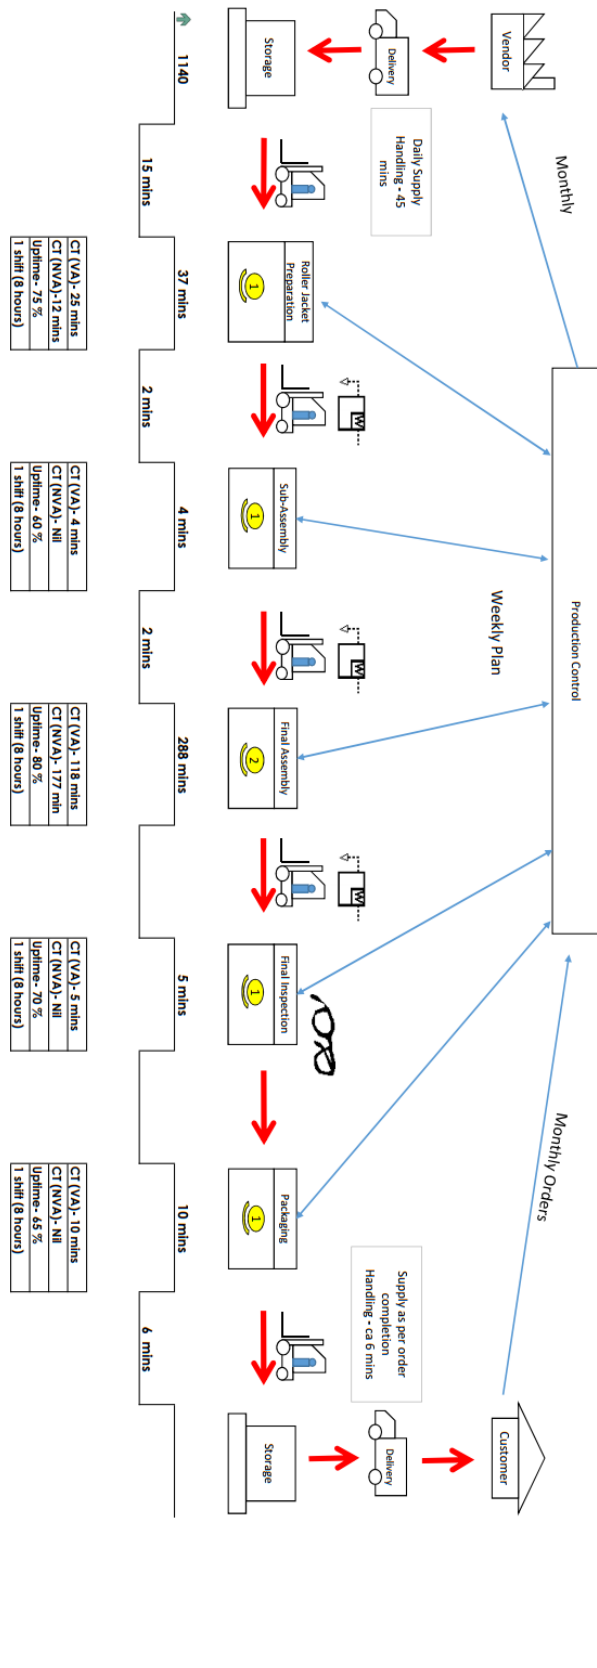 Monthly
Monthly Orders
Production Control
Weekly Plan
Vendor
Delivery
Storage
Daily Supply
Handling - 45
mins
Supply as per order
completion
Handling - ca 6 mins
Customer
Delivery
Storage
Roller Jacket
Preparation
1
W
Sub-Assembly
1
W
Final Assembly
2
W
Final Inspection
1
Packaging
1
1140
15 mins
37 mins
2 mins
4 mins
2 mins
288 mins
5 mins
10 mins
6 mins
CT (VA)- 25 mins
CT (NVA)-12 mins
Uptime- 75 %
1 shift (8 hours)
CT (VA)- 4 mins
CT (NVA)- Nil
Uptime- 60 %
1 shift (8 hours)
CT (VA)- 118 mins
CT (NVA)- 177 min
Uptime- 80 %
1 shift (8 hours)
CT (VA)- 5 mins
CT (NVA)- Nil
Uptime- 70 %
1 shift (8 hours)
CT (VA)- 10 mins
CT (NVA)- Nil
Uptime- 65 %
1 shift (8 hours)